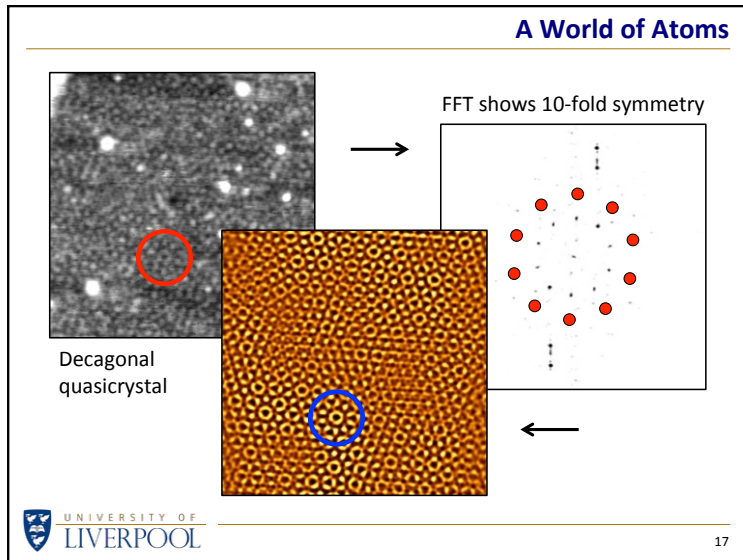 A World of Atoms
FFT shows 10-fold symmetry
Decagonal
quasicrystal
UNIVERSITY OF
LIVERPOOL
17